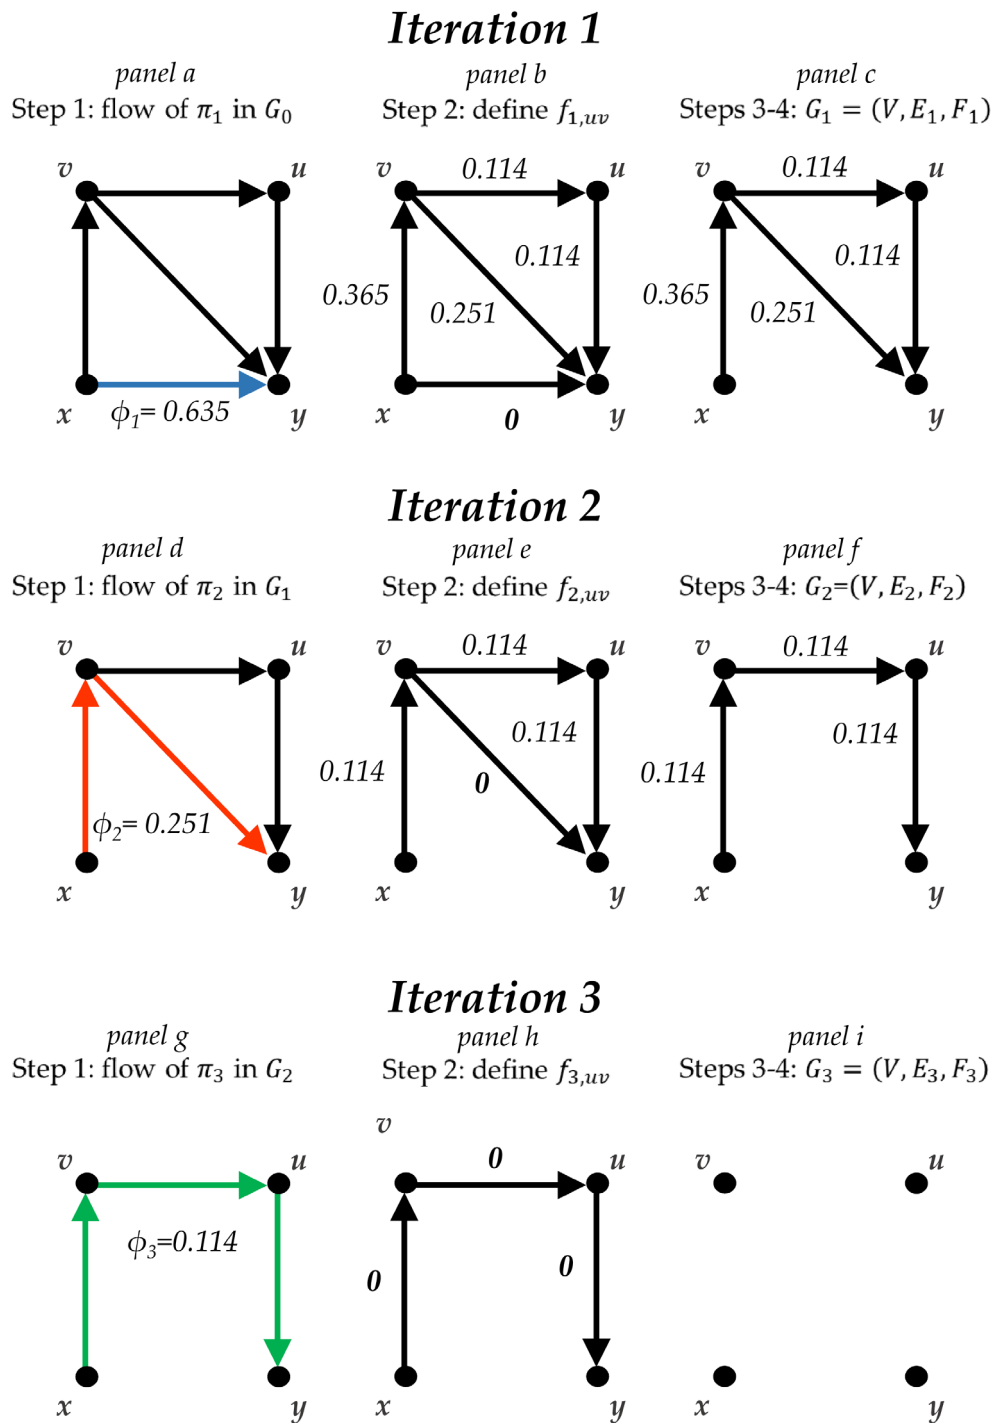 Iteration 1
panel a panel b panel c
Step 1: flow of π₁ in G₀ Step 2: define f₁,ᵤᵥ Steps 3-4: G₁ = (V, E₁, F₁)
v u v 0.114 u v 0.114 u
0.114 0.114
0.365 0.251 0.365 0.251
x ϕ₁= 0.635 y x 0 y x y
Iteration 2
panel d panel e panel f
Step 1: flow of π₂ in G₁ Step 2: define f₂,ᵤᵥ Steps 3-4: G₂=(V, E₂, F₂)
v u v 0.114 u v 0.114 u
0.114 0.114
0.114 0 0.114
ϕ₂= 0.251
x y x y x y
Iteration 3
panel g panel h panel i
Step 1: flow of π₃ in G₂ Step 2: define f₃,ᵤᵥ Steps 3-4: G₃ = (V, E₃, F₃)
v
v u 0 u v u
ϕ₃=0.114 0 0
x y x y x y